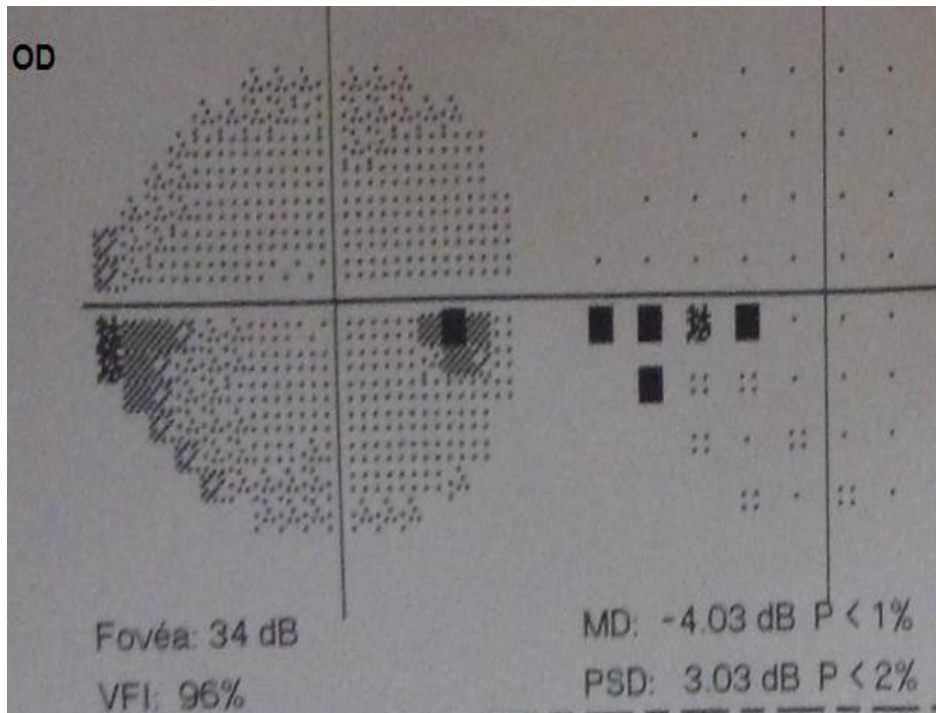 OD
Fovéa: 34 dB
MD: -4.03 dB P < 1%
VFI: 96%
PSD: 3.03 dB P < 2%